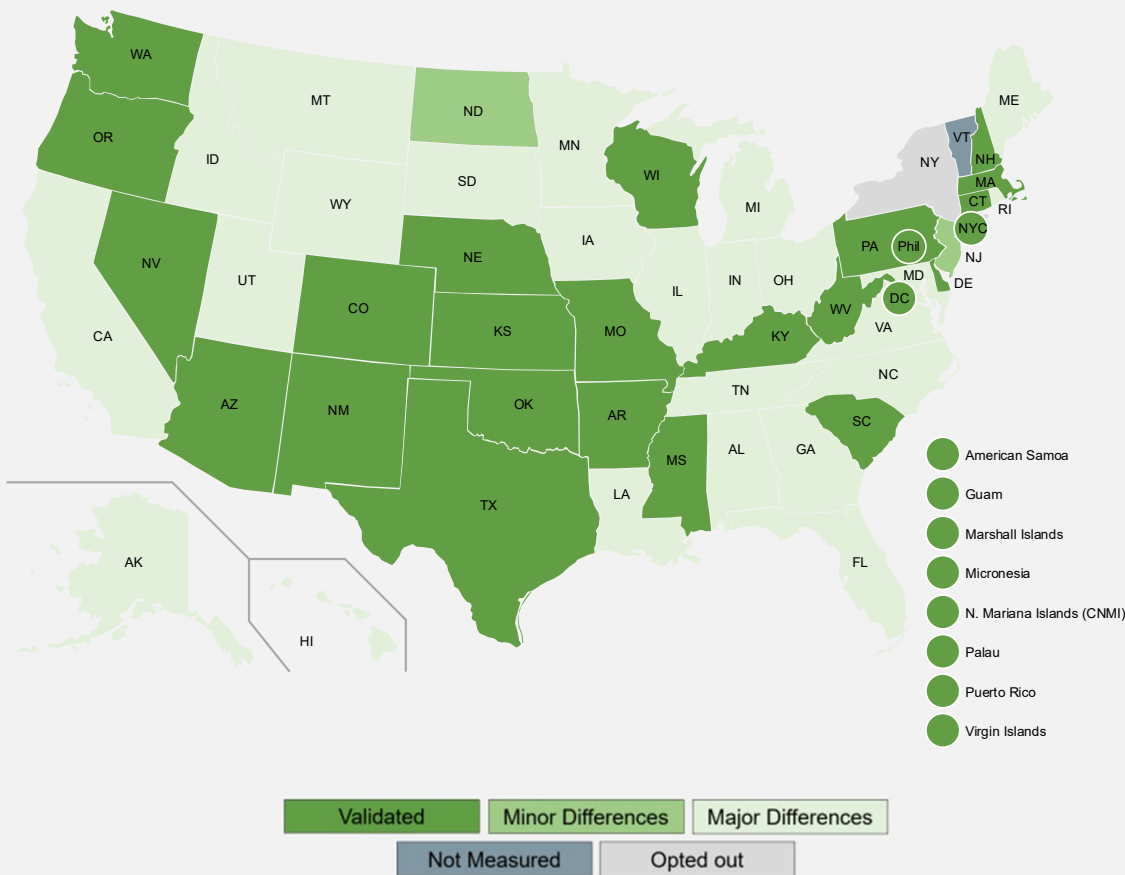 WA
ME
MT
ND
VT
OR
MN
NH
ID
NY
WI
SD
MA
WY
CT
MI
RI
NYC
IA
PA
Phil
NV
NE
NJ
UT
IN
OH
MD
DE
IL
DC
CO
WV
KS
MO
VA
CA
KY
NC
TN
AZ
OK
NM
AR
SC
AL
GA
MS
American Samoa
LA
Guam
TX
Marshall Islands
AK
FL
Micronesia
N. Mariana Islands (CNMI)
HI
Palau
Puerto Rico
Virgin Islands
Validated
Minor Differences
Major Differences
Not Measured
Opted out